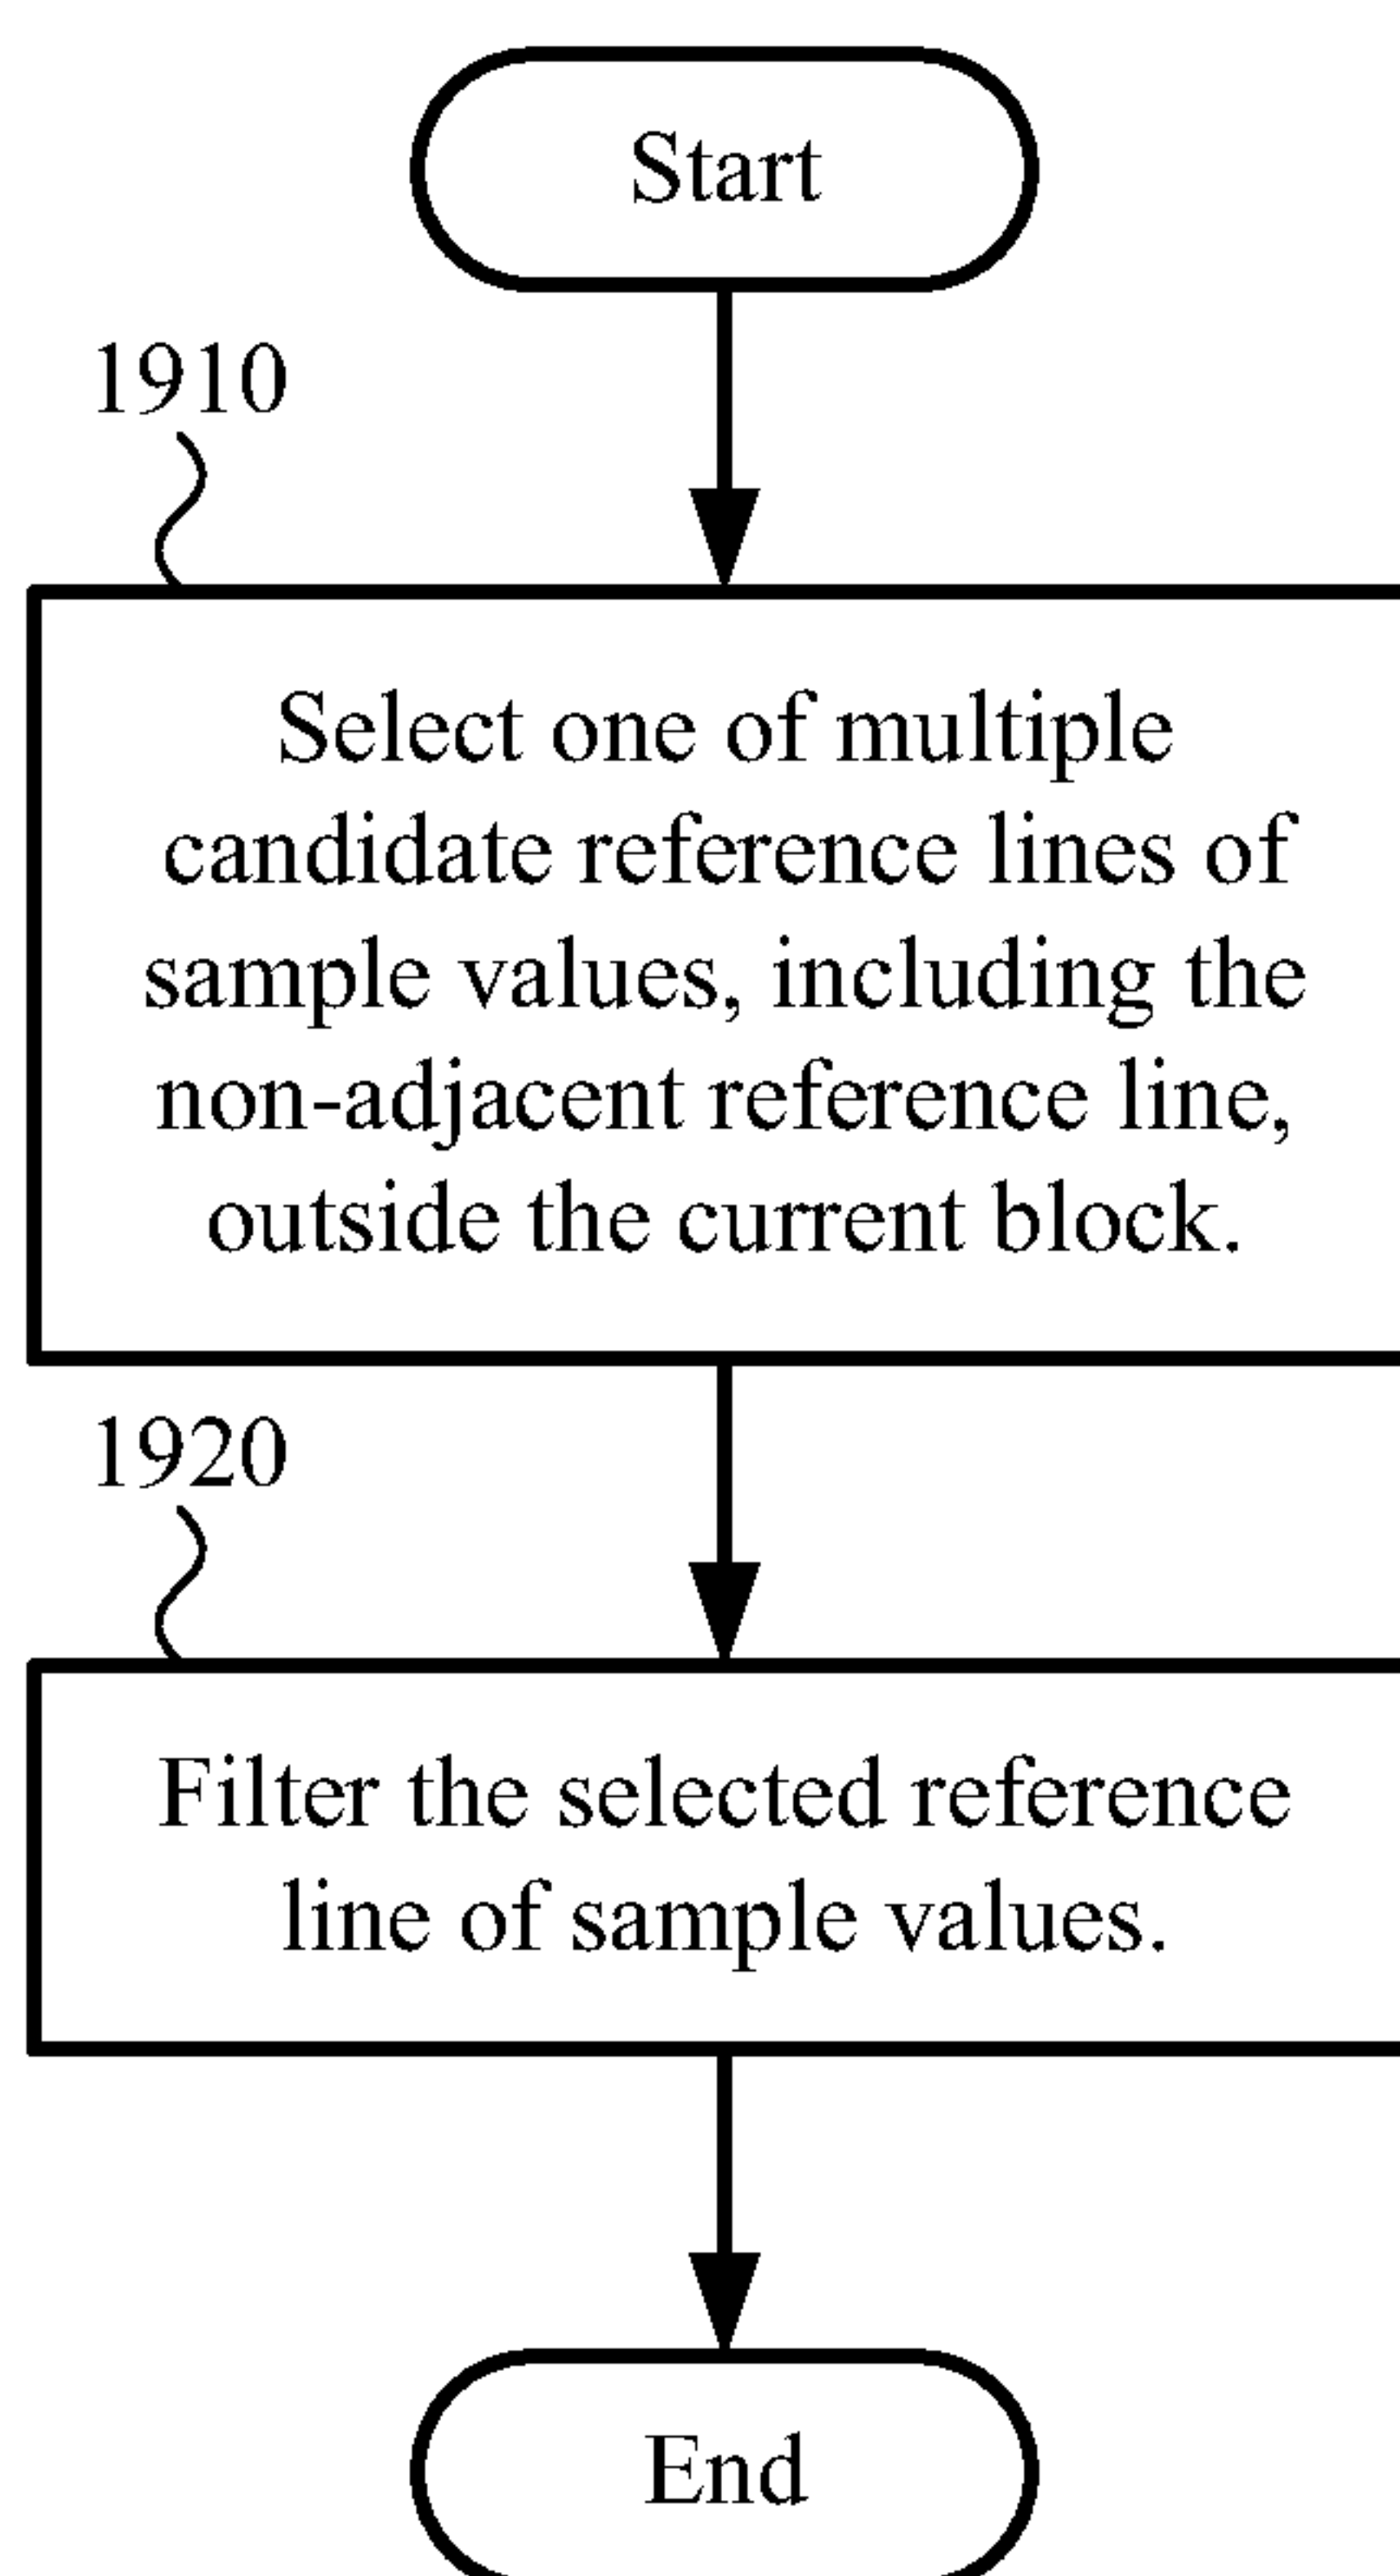 Start
1910
Select one of multiple
candidate reference lines of
sample values, including the
non-adjacent reference line,
outside the current block.
1920
Filter the selected reference
line of sample values.
End